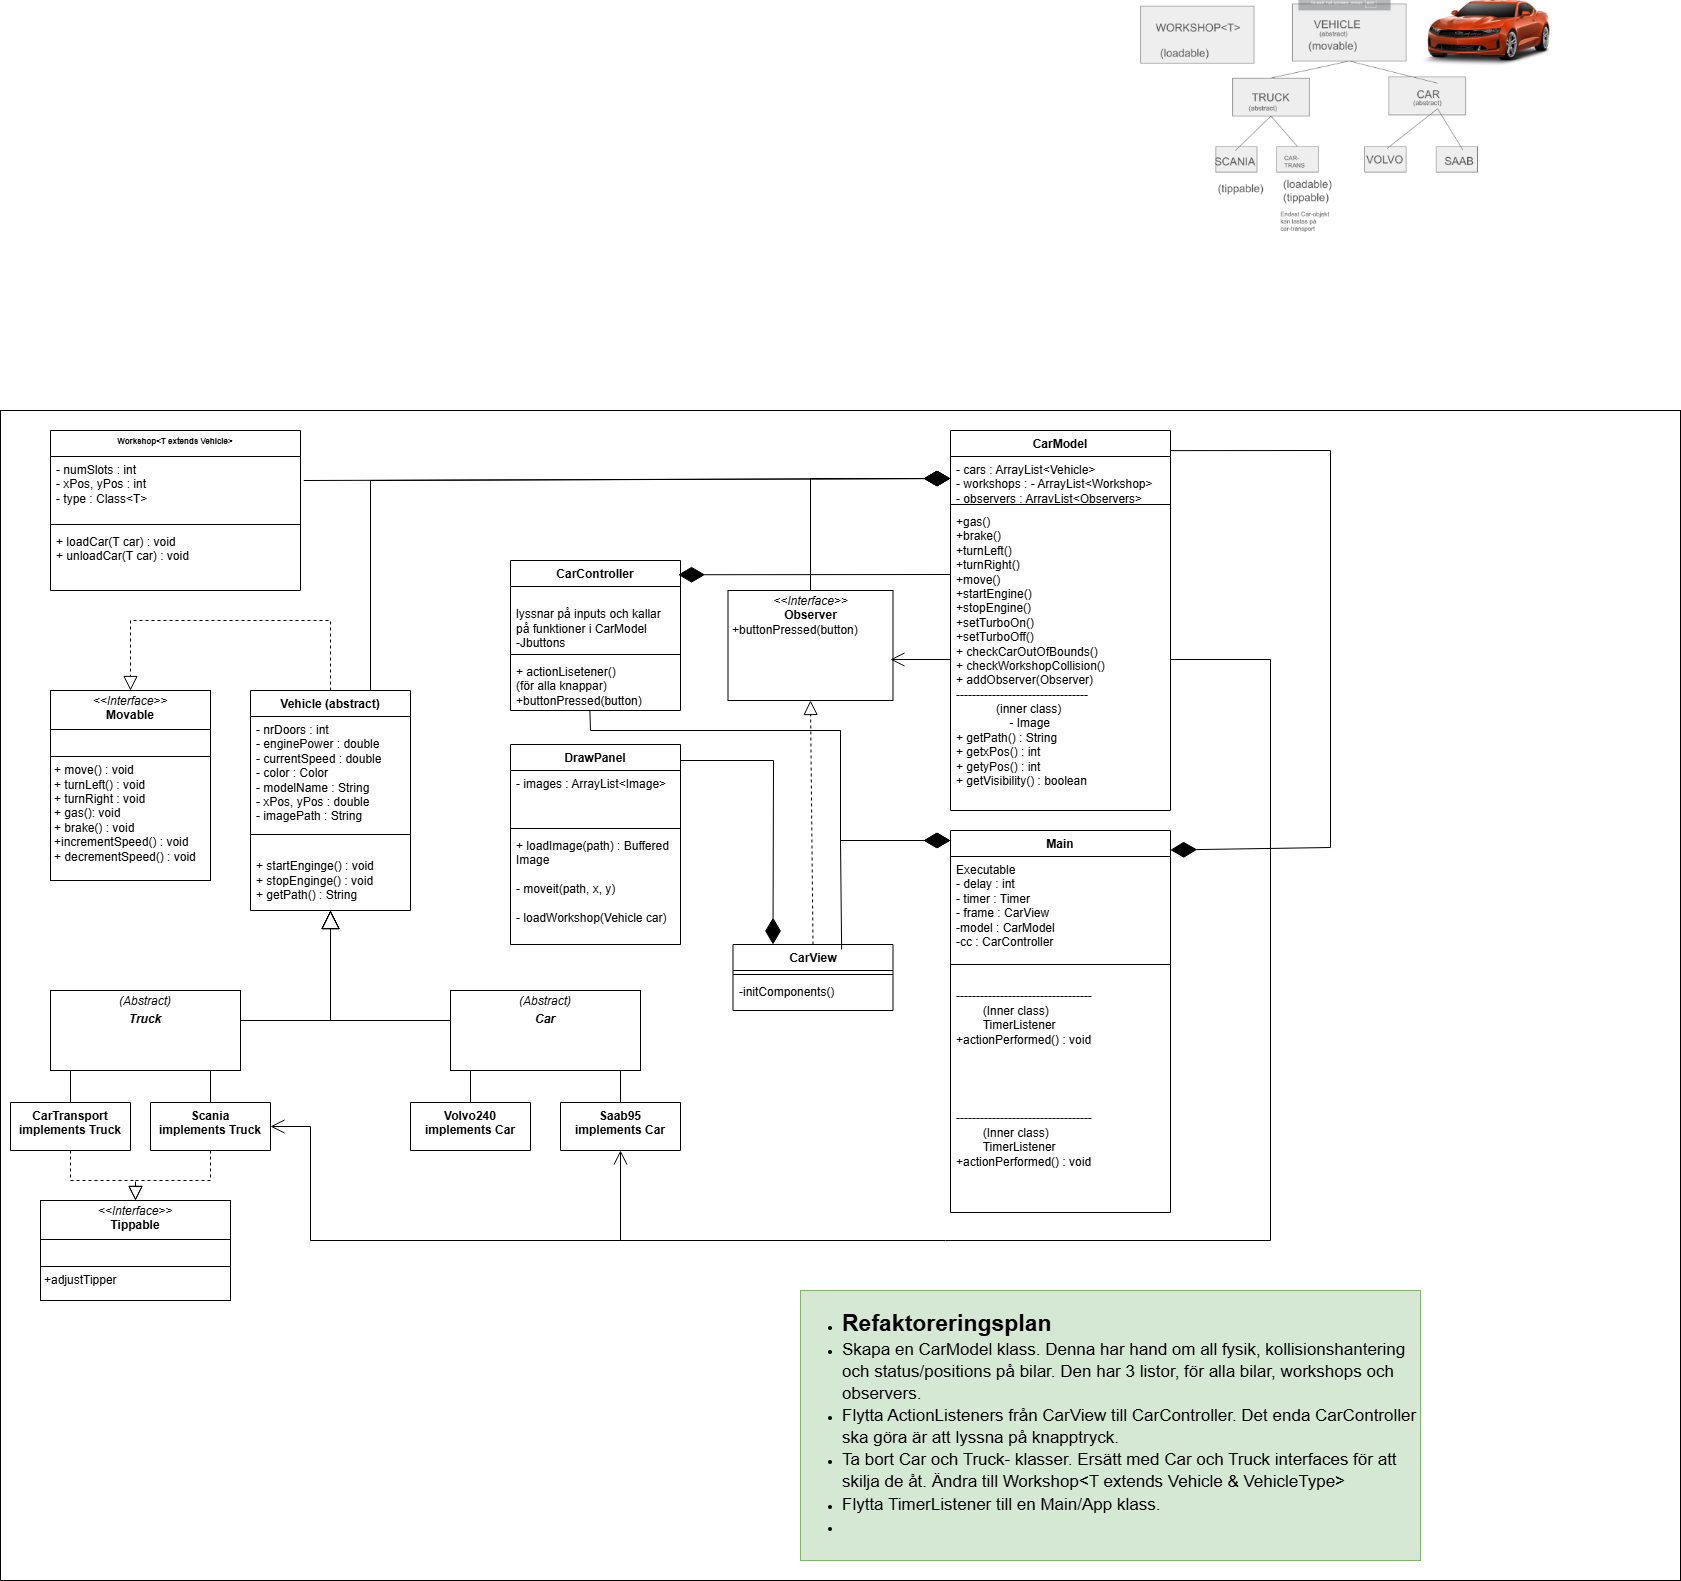 WORKSHOP<T>
(loadable)
VEHICLE
(abstract)
(movable)
TRUCK
(abstract)
CAR
(abstract)
SCANIA
CAR-
TRANS
VOLVO
SAAB
(tippable)
(loadable)
(tippable)
Endast Car-objekt
kan lastas på
car-transport
Workshop<T extends Vehicle>
- numSlots : int
- xPos, yPos : int
- type : Class<T>
+ loadCar(T car) : void
+ unloadCar(T car) : void
CarModel
- cars : ArrayList<Vehicle>
- workshops : - ArrayList<Workshop>
- observers : ArrayList<Observers>
+gas()
+brake()
+turnLeft()
+turnRight()
+move()
+startEngine()
+stopEngine()
+setTurboOn()
+setTurboOff()
+ checkCarOutOfBounds()
+ checkWorkshopCollision()
+ addObserver(Observer)
---------------------------------
(inner class)
- Image
+ getPath() : String
+ getxPos() : int
+ getyPos() : int
+ getVisibility() : boolean
CarController
lyssnar på inputs och kallar
på funktioner i CarModel
-Jbuttons
+ actionLisetener()
(för alla knappar)
+buttonPressed(button)
<<Interface>>
Observer
+buttonPressed(button)
<<Interface>>
Movable
+ move() : void
+ turnLeft() : void
+ turnRight : void
+ gas(): void
+ brake() : void
+incrementSpeed() : void
+ decrementSpeed() : void
Vehicle (abstract)
- nrDoors : int
- enginePower : double
- currentSpeed : double
- color : Color
- modelName : String
- xPos, yPos : double
- imagePath : String
+ startEnginge() : void
+ stopEnginge() : void
+ getPath() : String
DrawPanel
- images : ArrayList<Image>
+ loadImage(path) : Buffered
Image
- moveit(path, x, y)
- loadWorkshop(Vehicle car)
Main
Executable
- delay : int
- timer : Timer
- frame : CarView
-model : CarModel
-cc : CarController
----------------------------------
(Inner class)
TimerListener
+actionPerformed() : void
----------------------------------
(Inner class)
TimerListener
+actionPerformed() : void
CarView
-initComponents()
(Abstract)
Truck
(Abstract)
Car
CarTransport
implements Truck
Scania
implements Truck
Volvo240
implements Car
Saab95
implements Car
<<Interface>>
Tippable
+adjustTipper
• Refaktoreringsplan
• Skapa en CarModel klass. Denna har hand om all fysik, kollisionshantering
och status/positions på bilar. Den har 3 listor, för alla bilar, workshops och
observers.
• Flytta ActionListeners från CarView till CarController. Det enda CarController
ska göra är att lyssna på knapptryck.
• Ta bort Car och Truck- klasser. Ersätt med Car och Truck interfaces för att
skilja de åt. Ändra till Workshop<T extends Vehicle & VehicleType>
• Flytta TimerListener till en Main/App klass.
•